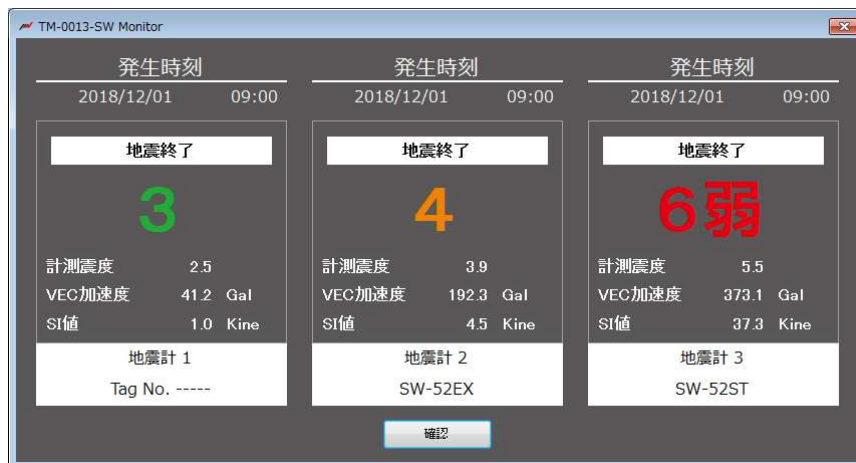 TM-0013-SW Monitor
発生時刻
2018/12/01 09:00
地震終了
3
計測震度 2.5
VEC加速度 41.2 Gal
SI値 1.0 Kine
地震計 1
Tag No. -----
発生時刻
2018/12/01 09:00
地震終了
4
計測震度 3.9
VEC加速度 192.3 Gal
SI値 4.5 Kine
地震計 2
SW-52EX
発生時刻
2018/12/01 09:00
地震終了
6弱
計測震度 5.5
VEC加速度 373.1 Gal
SI値 37.3 Kine
地震計 3
SW-52ST
確認